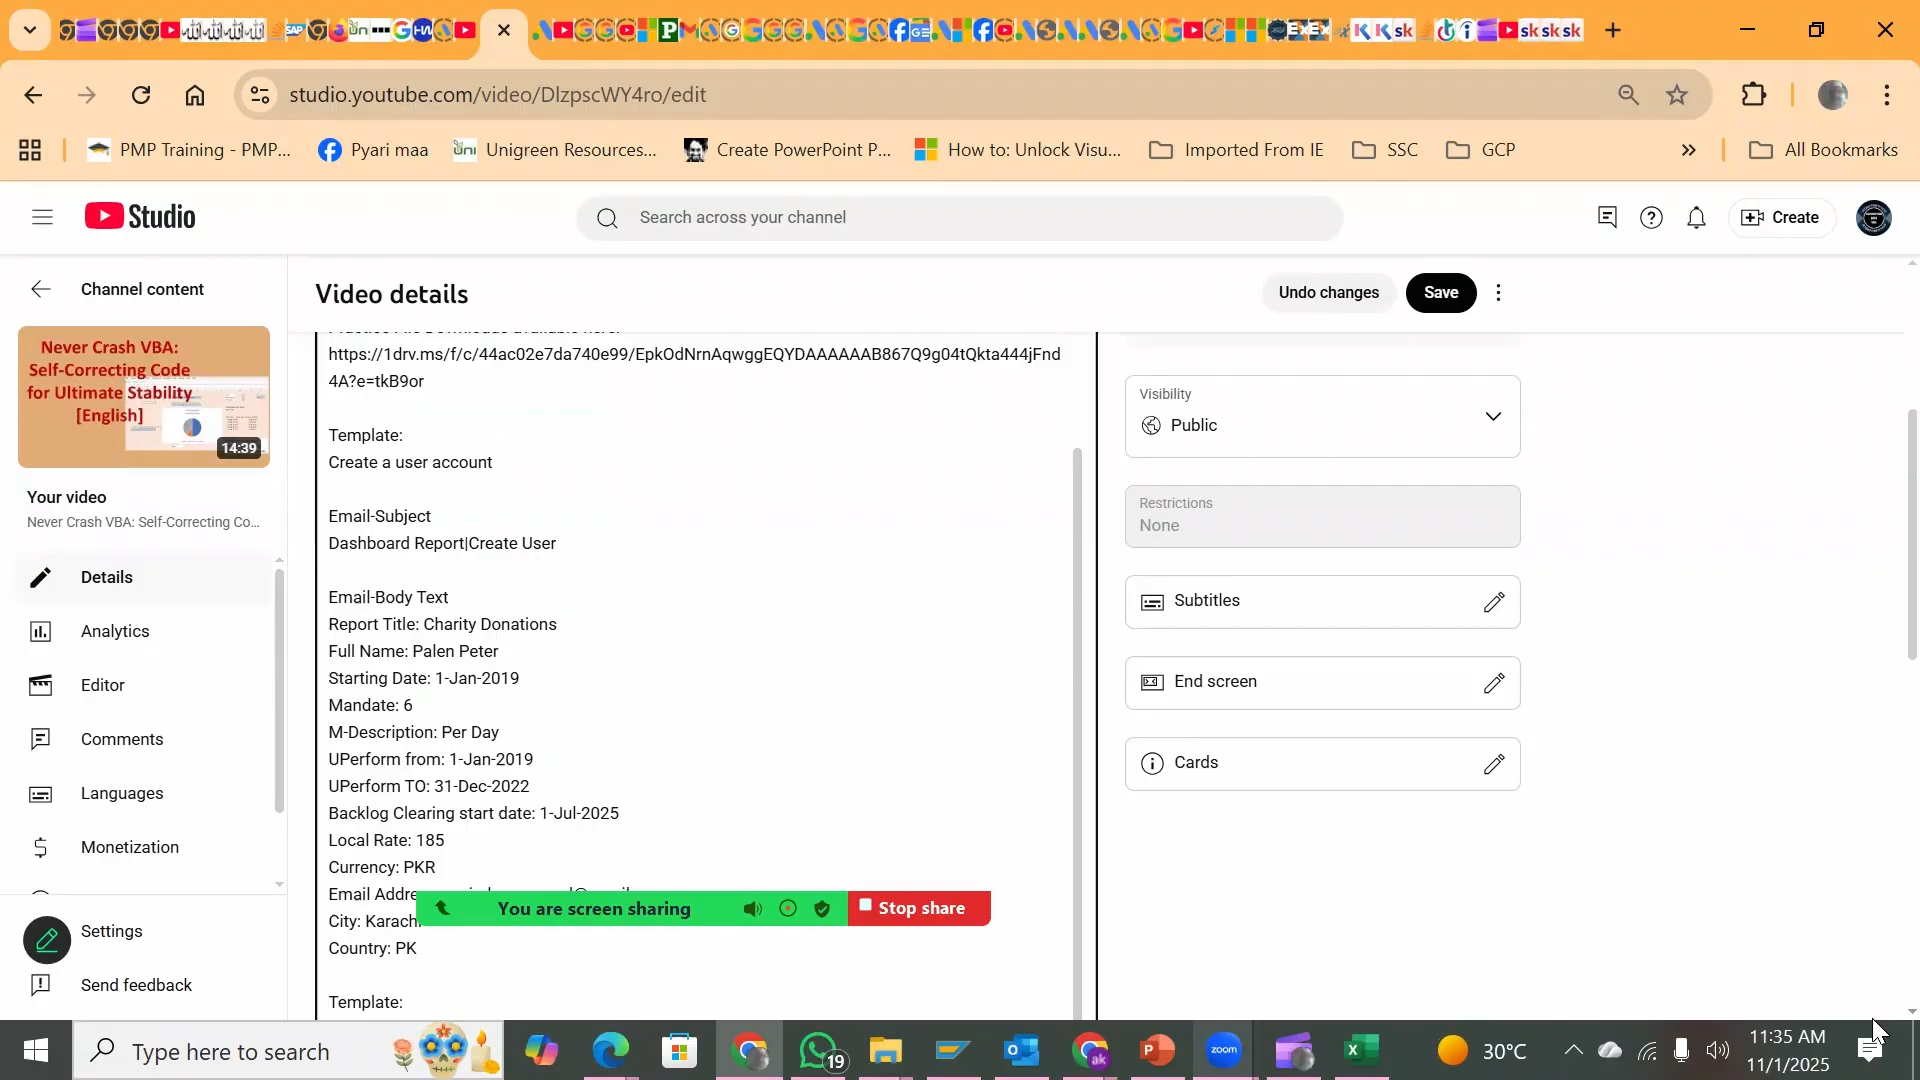 studio.youtube.com/video/DlzpscWY4ro/edit
PMP Training - PMP...
Pyari maa
Unigreen Resources...
Create PowerPoint P...
How to: Unlock Visu...
Imported From IE
SSC
GCP
All Bookmarks
Studio
Search across your channel
Create
Channel content
Video details
Undo changes
Save
Never Crash VBA:
Self-Correcting Code
for Ultimate Stability
[English]
14:39
Your video
Never Crash VBA: Self-Correcting Co...
Details
Analytics
Editor
Comments
Languages
Monetization
Settings
Send feedback
https://1drv.ms/f/c/44ac02e7da740e99/EpkOdNrnAqwggEQYDAAAAAAB867Q9g04tQkta444jFnd
4A?e=tkB9or
Template:
Create a user account
Email-Subject
Dashboard Report|Create User
Email-Body Text
Report Title: Charity Donations
Full Name: Palen Peter
Starting Date: 1-Jan-2019
Mandate: 6
M-Description: Per Day
UPerform from: 1-Jan-2019
UPerform TO: 31-Dec-2022
Backlog Clearing start date: 1-Jul-2025
Local Rate: 185
Currency: PKR
Email Addre
City: Karach
Country: PK
Template:
You are screen sharing
Stop share
Visibility
Public
Restrictions
None
Subtitles
End screen
Cards
Type here to search
19
zoom
30°C
11:35 AM
11/1/2025